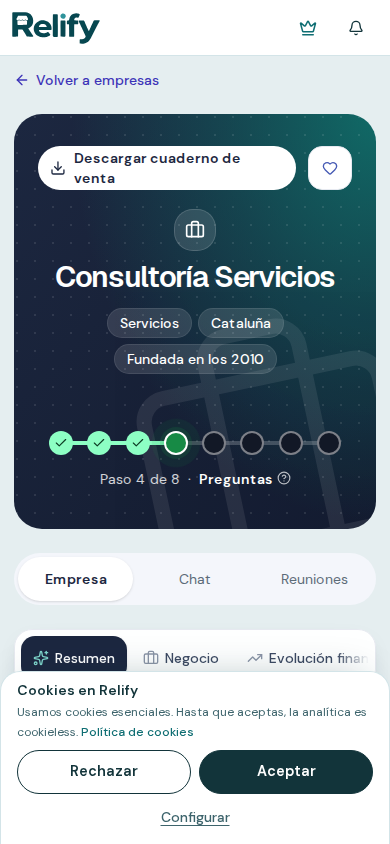 Relify
Volver a empresas
Descargar cuaderno de
venta
Consultoría Servicios
Servicios
Cataluña
Fundada en los 2010
Paso 4 de 8 · Preguntas
Empresa
Chat
Reuniones
Resumen
Negocio
Evolución finan
Cookies en Relify
Usamos cookies esenciales. Hasta que aceptas, la analítica es
cookieless. Política de cookies
Rechazar
Aceptar
Configurar